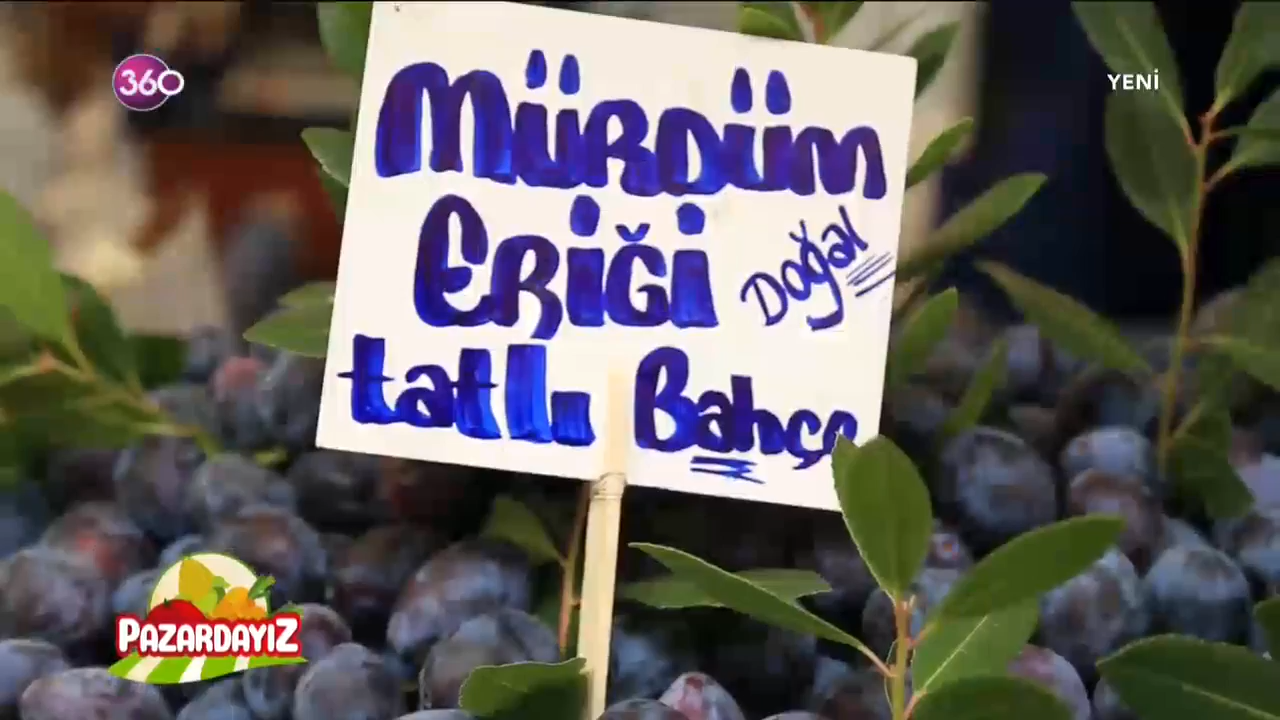 360
YENİ
MÜRDÜM
ERİĞİ Doğal
tatlı Bahçe
PAZARDAYIZ